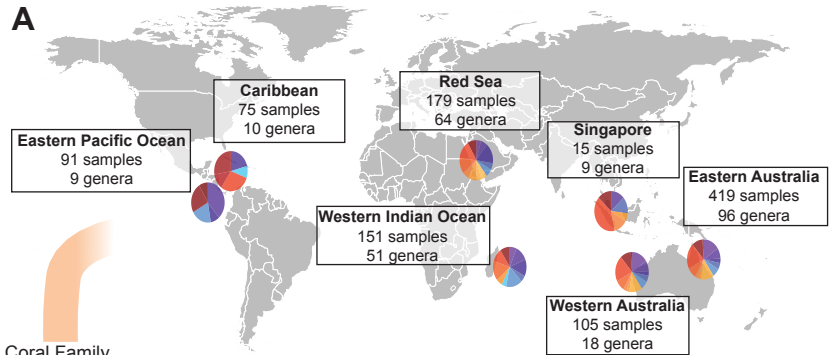 A
Caribbean
75 samples
10 genera
Red Sea
179 samples
64 genera
Eastern Pacific Ocean
91 samples
9 genera
Singapore
15 samples
9 genera
Eastern Australia
419 samples
96 genera
Western Indian Ocean
151 samples
51 genera
Western Australia
105 samples
18 genera
Coral Family